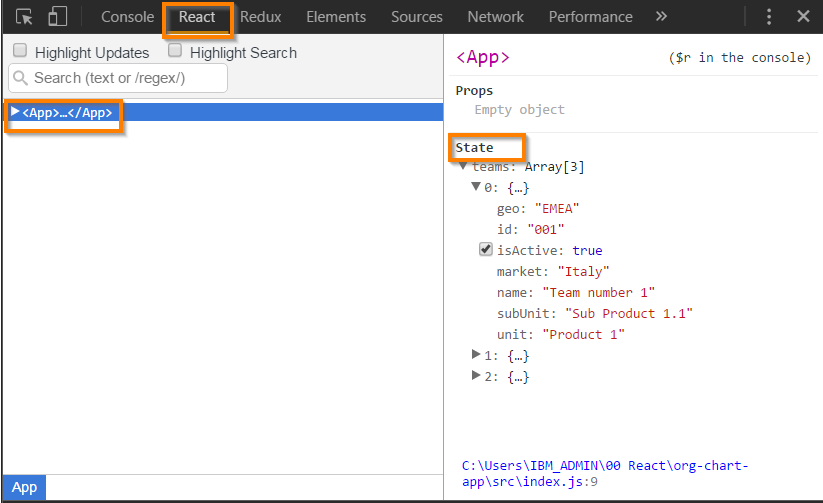 Console React Redux Elements Sources Network Performance »
Highlight Updates Highlight Search
Search (text or /regex/)
<App>…</App>
<App> ($r in the console)
Props
Empty object
State
teams: Array[3]
0: {…}
geo: "EMEA"
id: "001"
isActive: true
market: "Italy"
name: "Team number 1"
subUnit: "Sub Product 1.1"
unit: "Product 1"
1: {…}
2: {…}
C:\Users\IBM_ADMIN\00 React\org-chart-
app\src\index.js:9
App